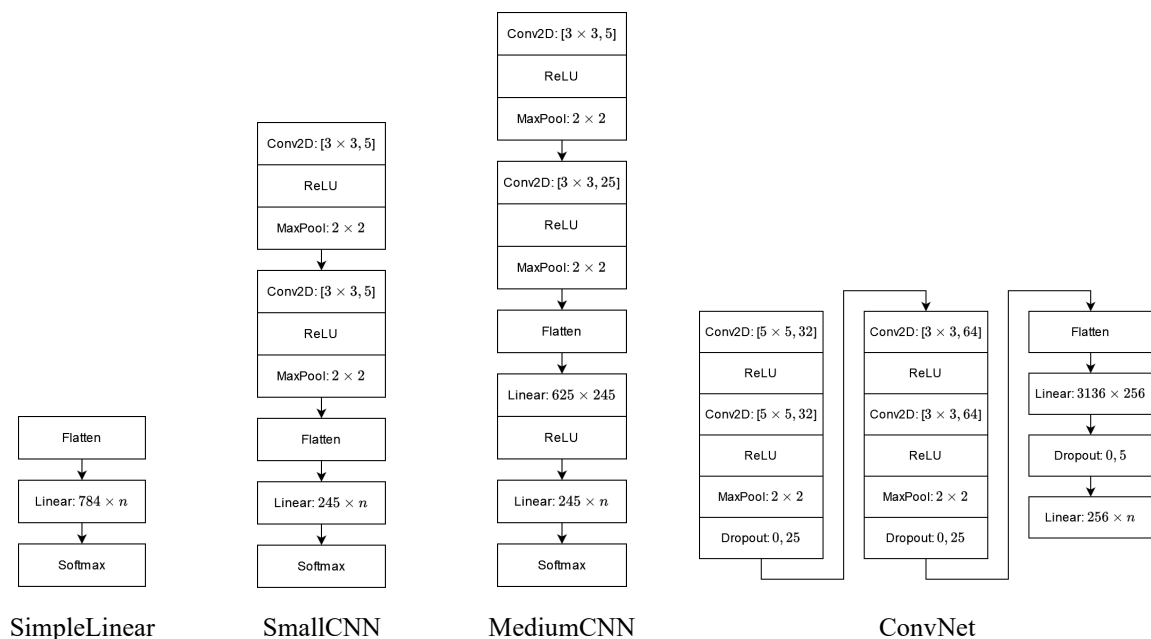 Flatten
Linear: 784 × n
Softmax
SimpleLinear
Conv2D: [3 × 3, 5]
ReLU
MaxPool: 2 × 2
Conv2D: [3 × 3, 5]
ReLU
MaxPool: 2 × 2
Flatten
Linear: 245 × n
Softmax
SmallCNN
Conv2D: [3 × 3, 5]
ReLU
MaxPool: 2 × 2
Conv2D: [3 × 3, 25]
ReLU
MaxPool: 2 × 2
Flatten
Linear: 625 × 245
ReLU
Linear: 245 × n
Softmax
MediumCNN
Conv2D: [5 × 5, 32]
ReLU
Conv2D: [5 × 5, 32]
ReLU
MaxPool: 2 × 2
Dropout: 0, 25
Conv2D: [3 × 3, 64]
ReLU
Conv2D: [3 × 3, 64]
ReLU
MaxPool: 2 × 2
Dropout: 0, 25
Flatten
Linear: 3136 × 256
Dropout: 0, 5
Linear: 256 × n
ConvNet